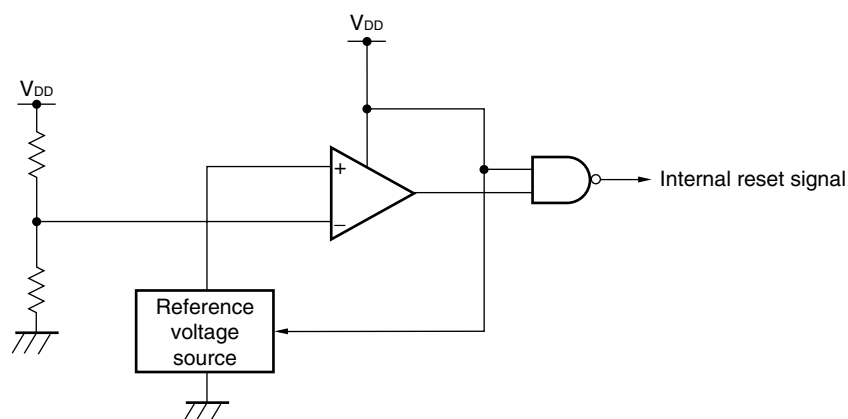 VDD
VDD
+
−
Internal reset signal
Reference
voltage
source